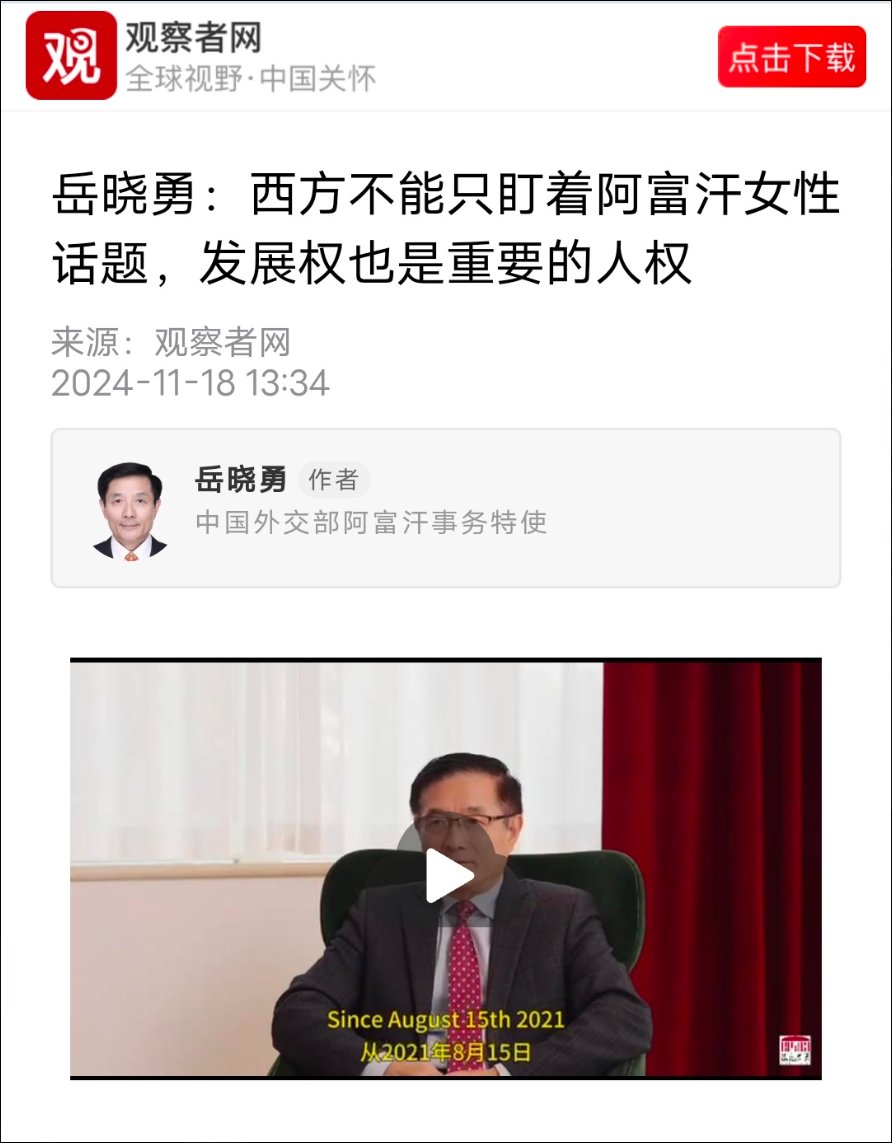 观
观察者网
全球视野·中国关怀
点击下载
岳晓勇：西方不能只盯着阿富汗女性
话题，发展权也是重要的人权
来源：观察者网
2024-11-18 13:34
岳晓勇 作者
中国外交部阿富汗事务特使
Since August 15th 2021
从2021年8月15日